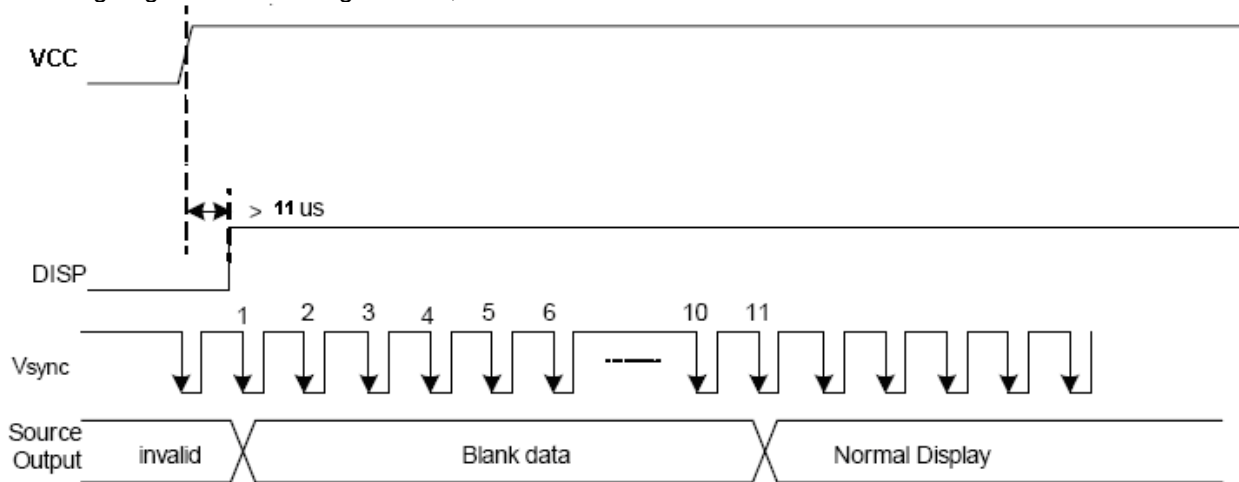 VCC
> 11 us
DISP
1 2 3 4 5 6 10 11
Vsync
Source
Output
invalid
Blank data
Normal Display